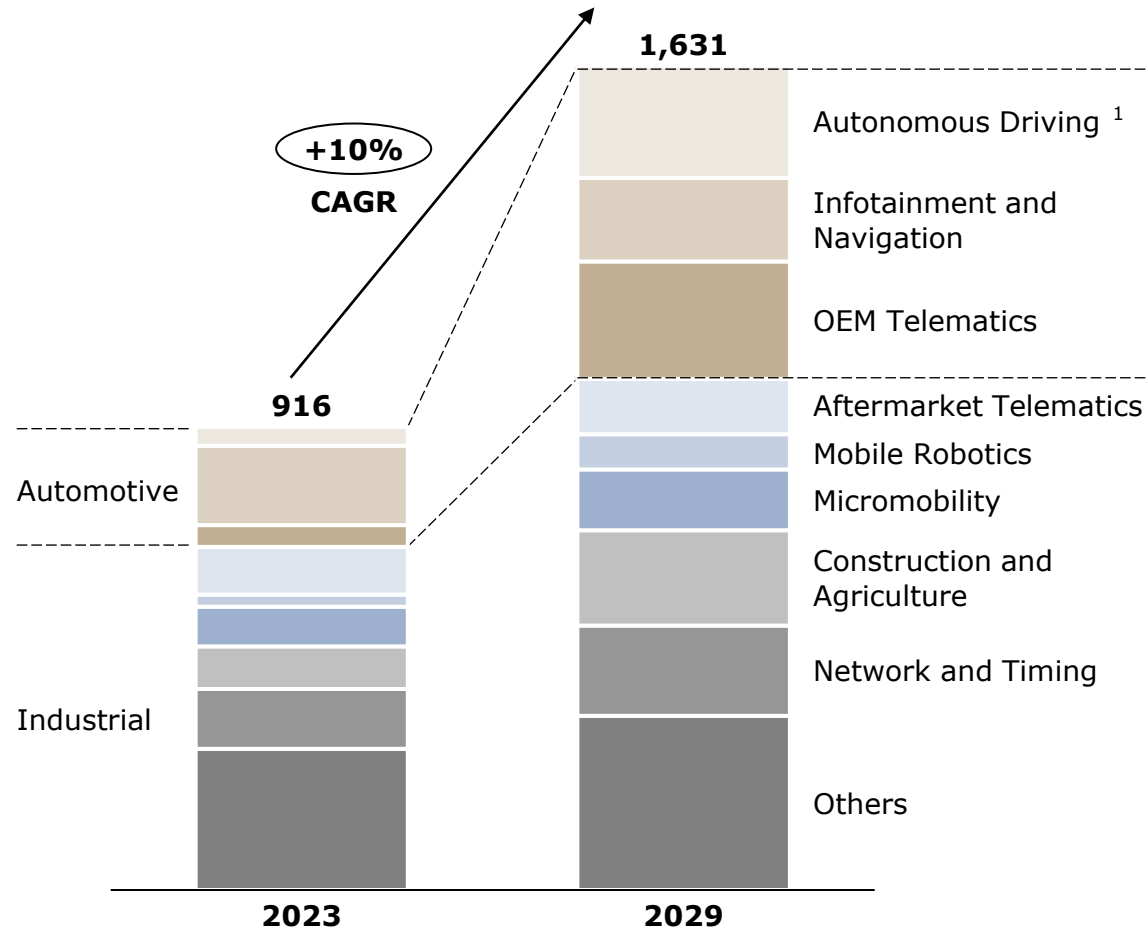 1,631
+10%
CAGR
916
Automotive
Industrial
Autonomous Driving 1
Infotainment and
Navigation
OEM Telematics
Aftermarket Telematics
Mobile Robotics
Micromobility
Construction and
Agriculture
Network and Timing
Others
2023
2029